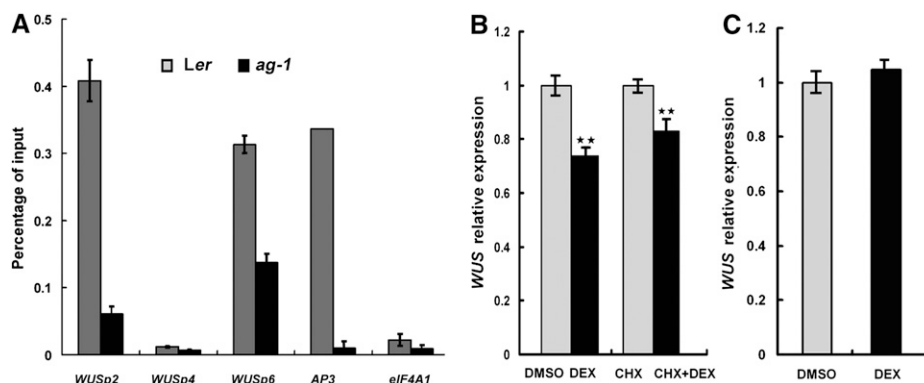 A
Percentage of input
0.5
0.4
0.3
0.2
0.1
0
Ler
ag-1
WUSp2
WUSp4
WUSp6
AP3
eIF4A1
B
WUS relative expression
1.2
1
0.8
0.6
0.4
0.2
0
★★
★★
DMSO
DEX
CHX
CHX+DEX
C
WUS relative expression
1.2
1
0.8
0.6
0.4
0.2
0
DMSO
DEX